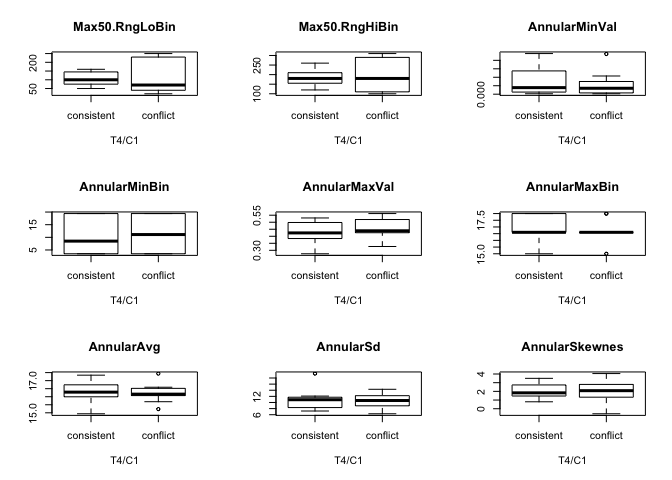 Max50.RngLoBin
Max50.RngHiBin
AnnularMinVal
50 200
100 250
0.000
consistent conflict
consistent conflict
consistent conflict
T4/C1
T4/C1
T4/C1
AnnularMinBin
AnnularMaxVal
AnnularMaxBin
5 15
0.30 0.55
15.0 17.5
consistent conflict
consistent conflict
consistent conflict
T4/C1
T4/C1
T4/C1
AnnularAvg
AnnularSd
AnnularSkewnes
15.0 17.0
6 12
0 2 4
consistent conflict
consistent conflict
consistent conflict
T4/C1
T4/C1
T4/C1